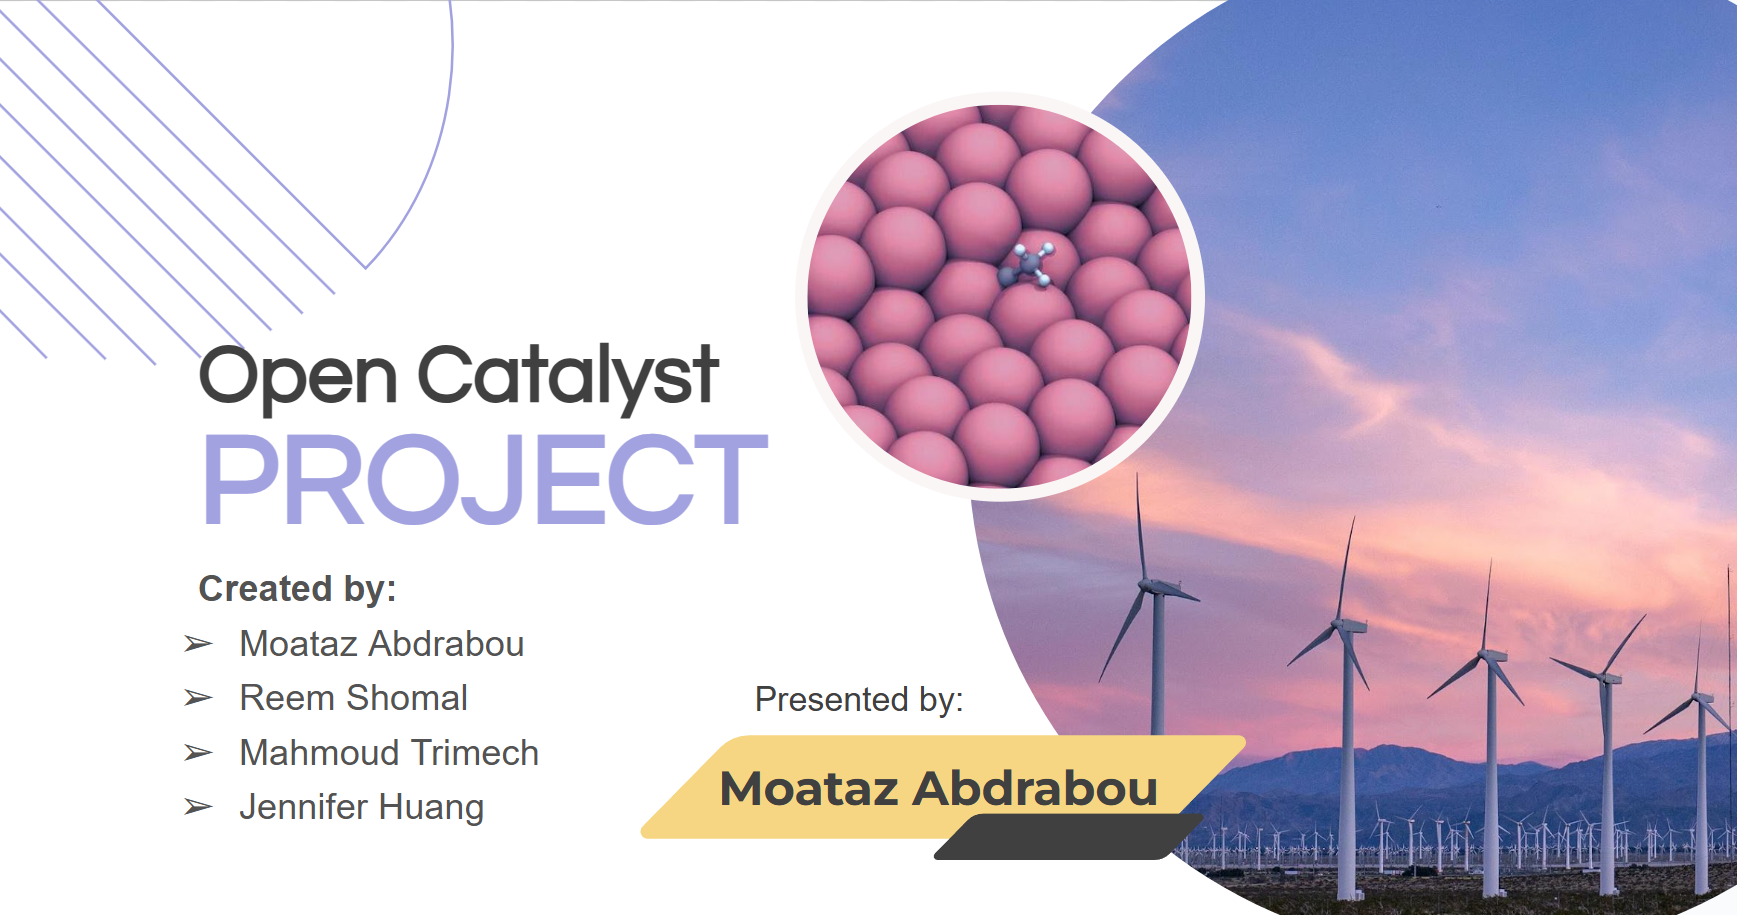 Open Catalyst
PROJECT
Created by:
➢ Moataz Abdrabou
➢ Reem Shomal
➢ Mahmoud Trimech
➢ Jennifer Huang
Presented by:
Moataz Abdrabou